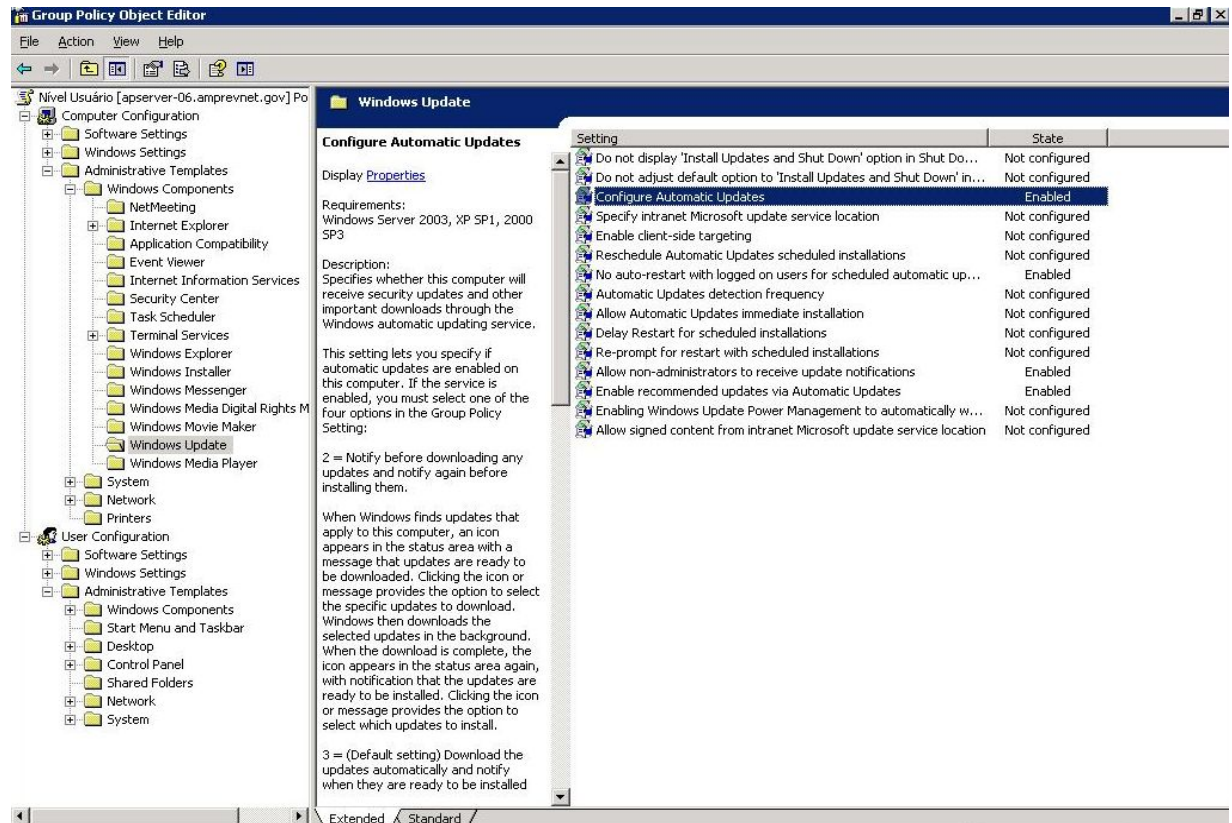 Group Policy Object Editor
File Action View Help
Nível Usuário [apserver-06.amprevnet.gov] Po
Computer Configuration
Software Settings
Windows Settings
Administrative Templates
Windows Components
NetMeeting
Internet Explorer
Application Compatibility
Event Viewer
Internet Information Services
Security Center
Task Scheduler
Terminal Services
Windows Explorer
Windows Installer
Windows Messenger
Windows Media Digital Rights M
Windows Movie Maker
Windows Update
Windows Media Player
System
Network
Printers
User Configuration
Software Settings
Windows Settings
Administrative Templates
Windows Components
Start Menu and Taskbar
Desktop
Control Panel
Shared Folders
Network
System
Windows Update
Configure Automatic Updates
Display Properties
Requirements:
Windows Server 2003, XP SP1, 2000
SP3
Description:
Specifies whether this computer will
receive security updates and other
important downloads through the
Windows automatic updating service.
This setting lets you specify if
automatic updates are enabled on
this computer. If the service is
enabled, you must select one of the
four options in the Group Policy
Setting:
2 = Notify before downloading any
updates and notify again before
installing them.
When Windows finds updates that
apply to this computer, an icon
appears in the status area with a
message that updates are ready to
be downloaded. Clicking the icon or
message provides the option to select
the specific updates to download.
Windows then downloads the
selected updates in the background.
When the download is complete, the
icon appears in the status area again,
with notification that the updates are
ready to be installed. Clicking the icon
or message provides the option to
select which updates to install.
3 = (Default setting) Download the
updates automatically and notify
when they are ready to be installed
Setting State
Do not display 'Install Updates and Shut Down' option in Shut Do... Not configured
Do not adjust default option to 'Install Updates and Shut Down' in... Not configured
Configure Automatic Updates Enabled
Specify intranet Microsoft update service location Not configured
Enable client-side targeting Not configured
Reschedule Automatic Updates scheduled installations Not configured
No auto-restart with logged on users for scheduled automatic up... Enabled
Automatic Updates detection frequency Not configured
Allow Automatic Updates immediate installation Not configured
Delay Restart for scheduled installations Not configured
Re-prompt for restart with scheduled installations Not configured
Allow non-administrators to receive update notifications Enabled
Enable recommended updates via Automatic Updates Enabled
Enabling Windows Update Power Management to automatically w... Not configured
Allow signed content from intranet Microsoft update service location Not configured
Extended Standard